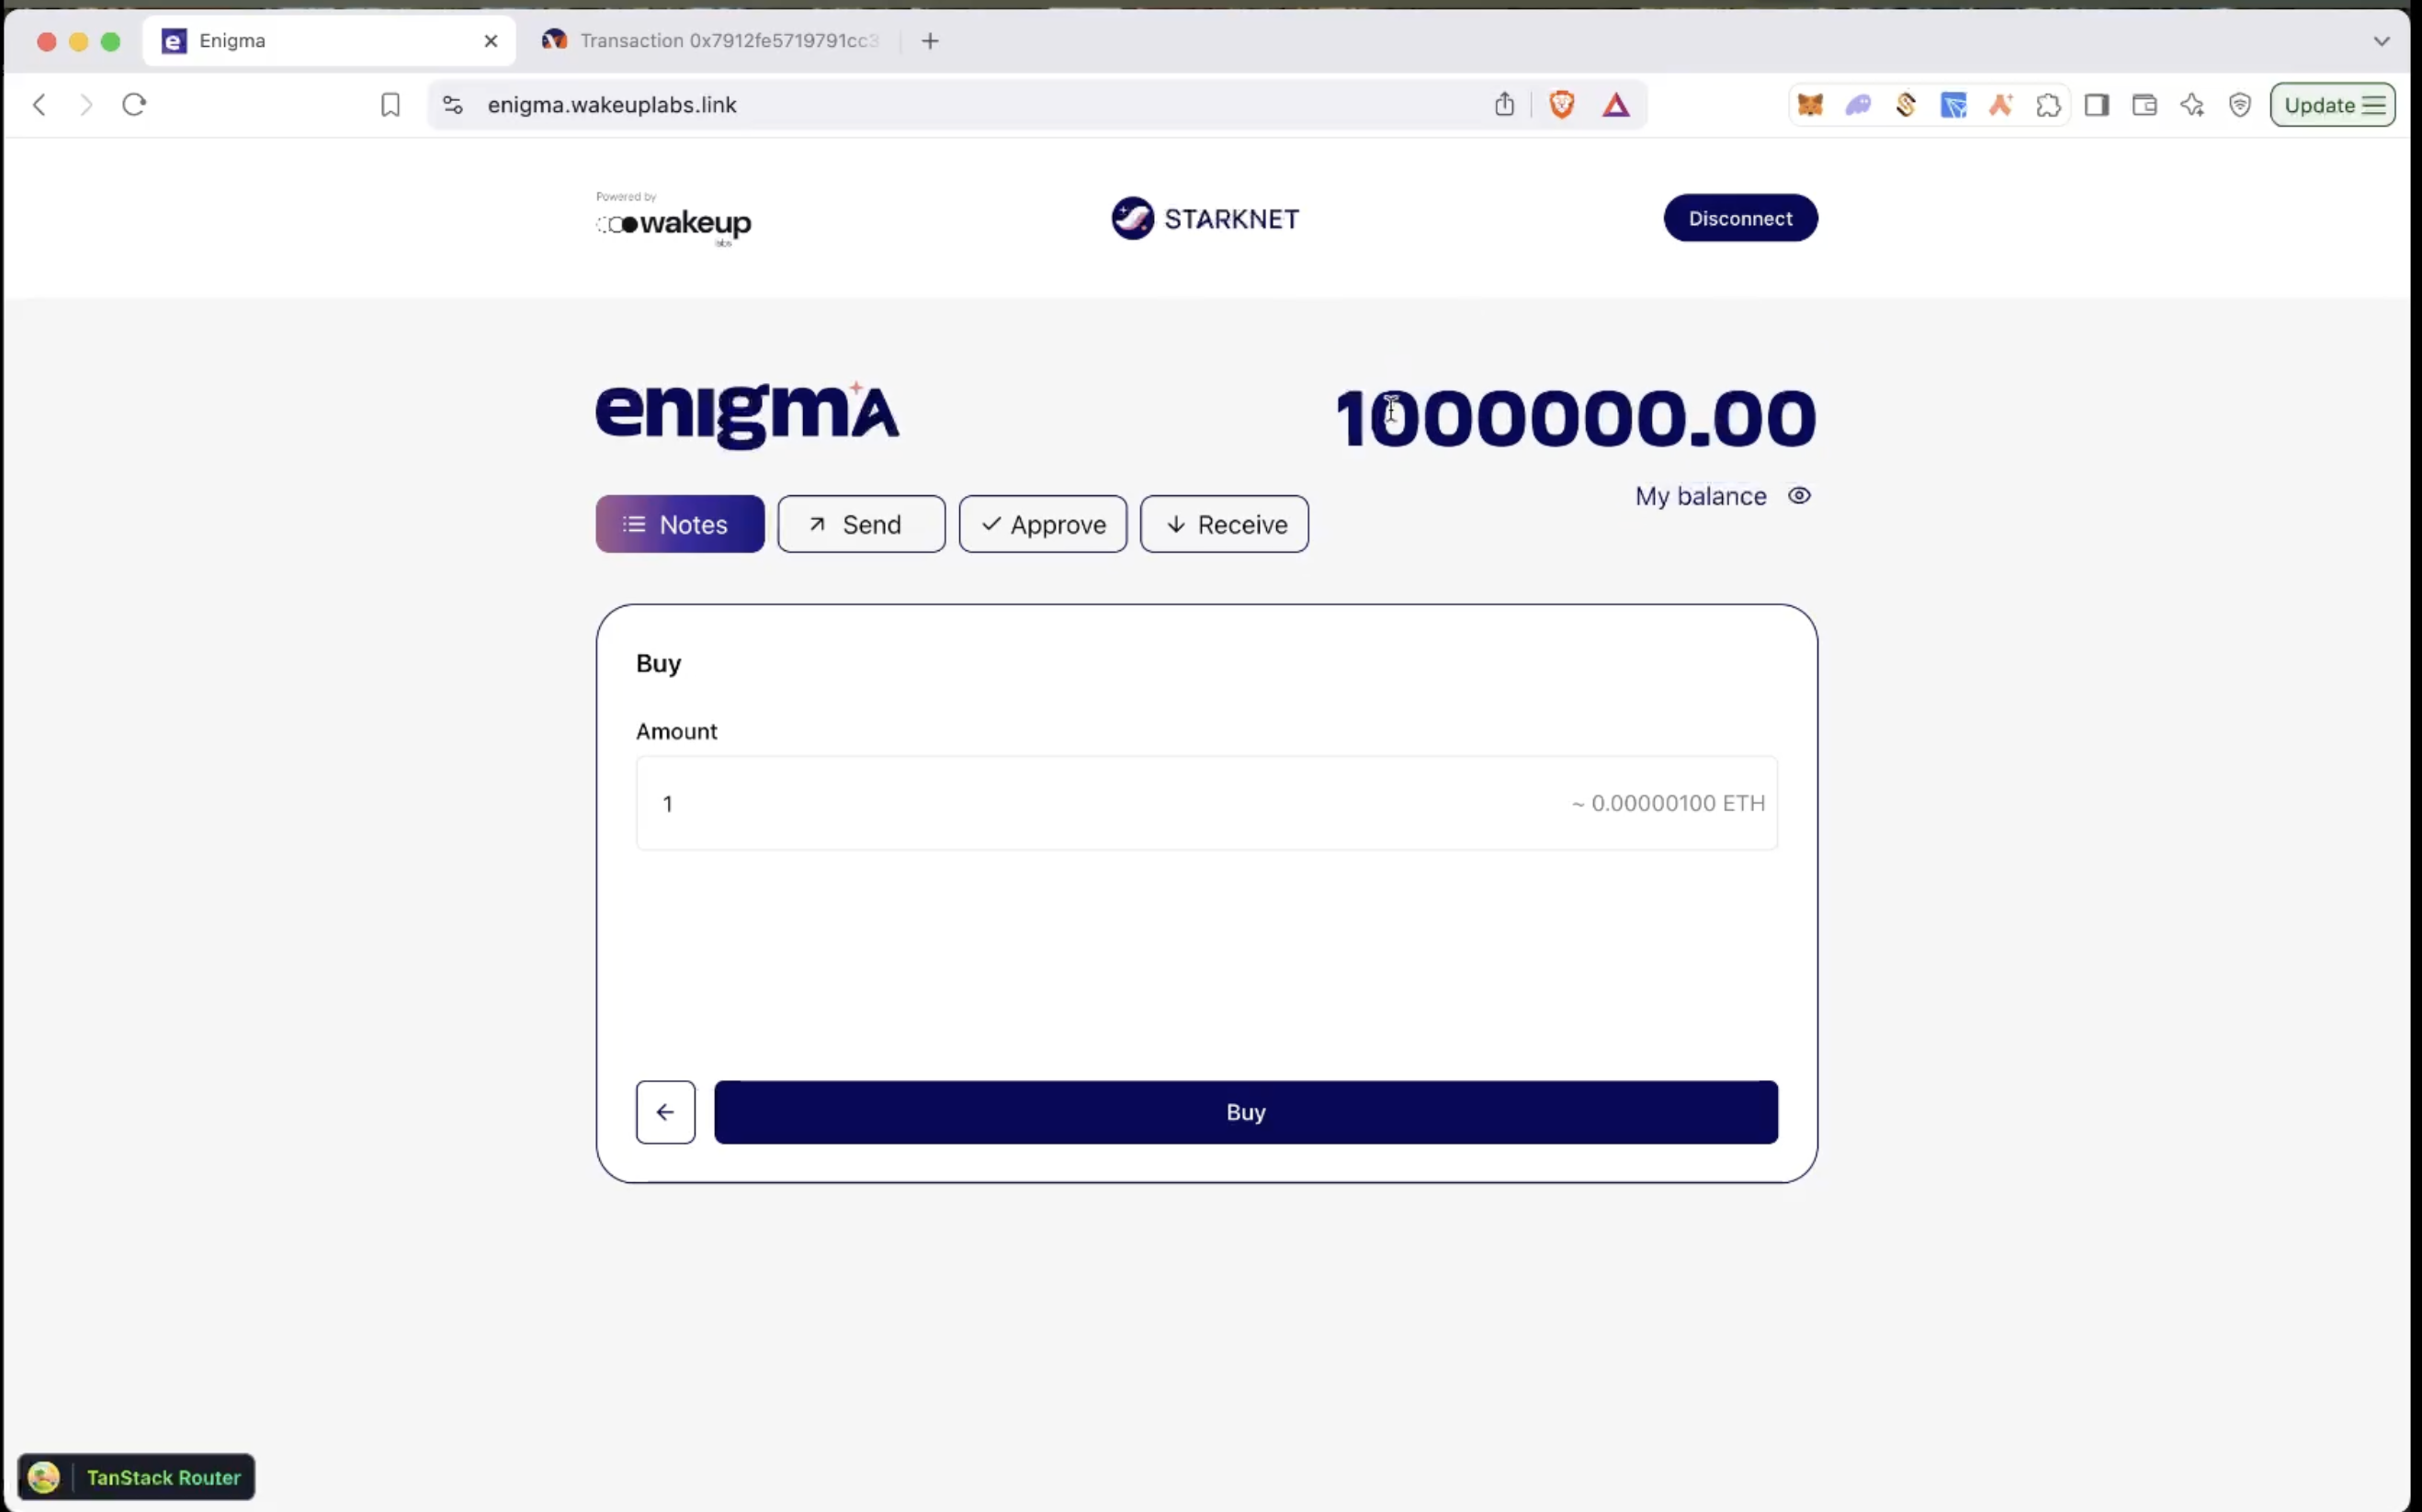 Enigma
Transaction 0x7912fe5719791cc3
enigma.wakeuplabs.link
Update
Powered by
wakeup
labs
STARKNET
Disconnect
enigma
1000000.00
My balance
Notes
Send
Approve
Receive
Buy
Amount
1
~ 0.00000100 ETH
Buy
TanStack Router